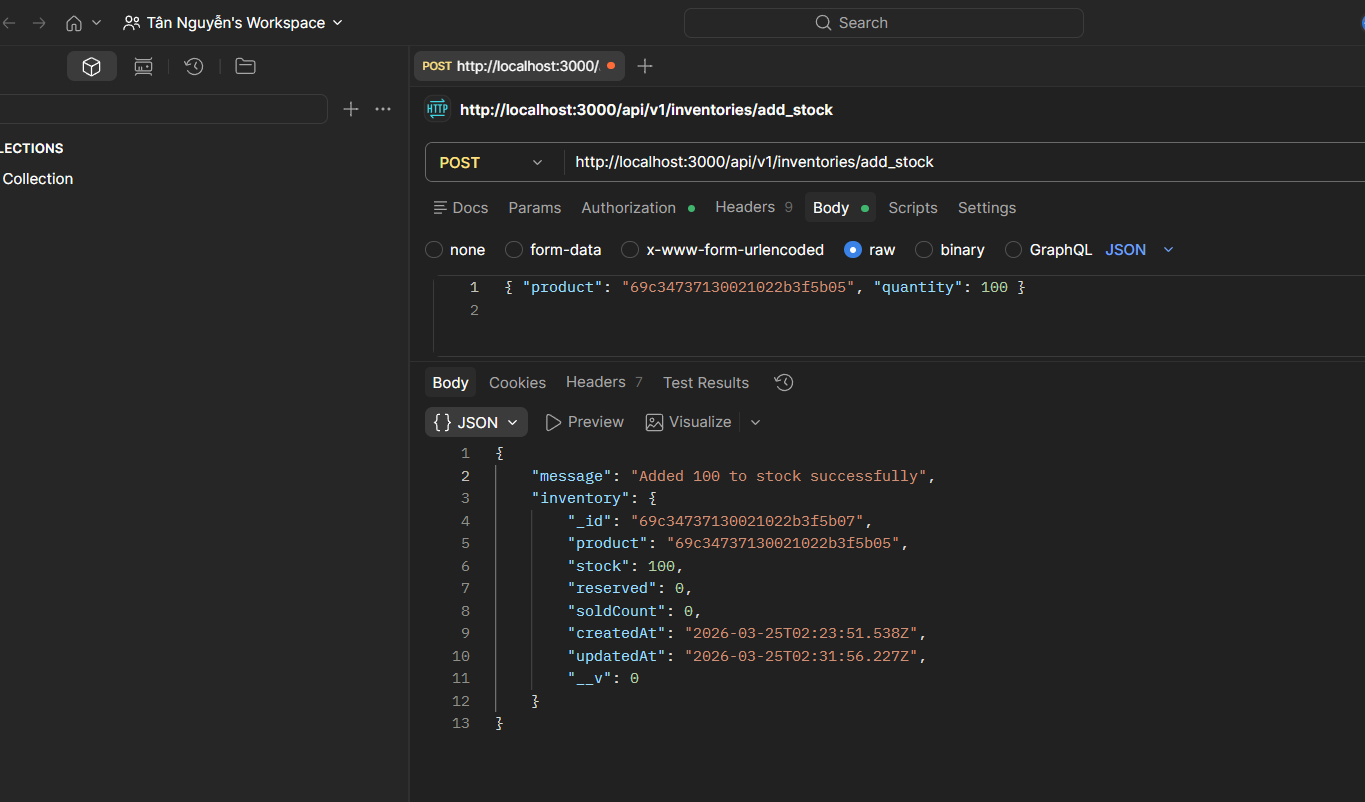 Tân Nguyễn's Workspace
Search
POST http://localhost:3000/
LECTIONS
Collection
HTTP http://localhost:3000/api/v1/inventories/add_stock
POST http://localhost:3000/api/v1/inventories/add_stock
Docs Params Authorization Headers 9 Body Scripts Settings
none form-data x-www-form-urlencoded raw binary GraphQL JSON
1 { "product": "69c34737130021022b3f5b05", "quantity": 100 }
2
Body Cookies Headers 7 Test Results
{} JSON Preview Visualize
1 {
2 "message": "Added 100 to stock successfully",
3 "inventory": {
4 "_id": "69c34737130021022b3f5b07",
5 "product": "69c34737130021022b3f5b05",
6 "stock": 100,
7 "reserved": 0,
8 "soldCount": 0,
9 "createdAt": "2026-03-25T02:23:51.538Z",
10 "updatedAt": "2026-03-25T02:31:56.227Z",
11 "__v": 0
12 }
13 }